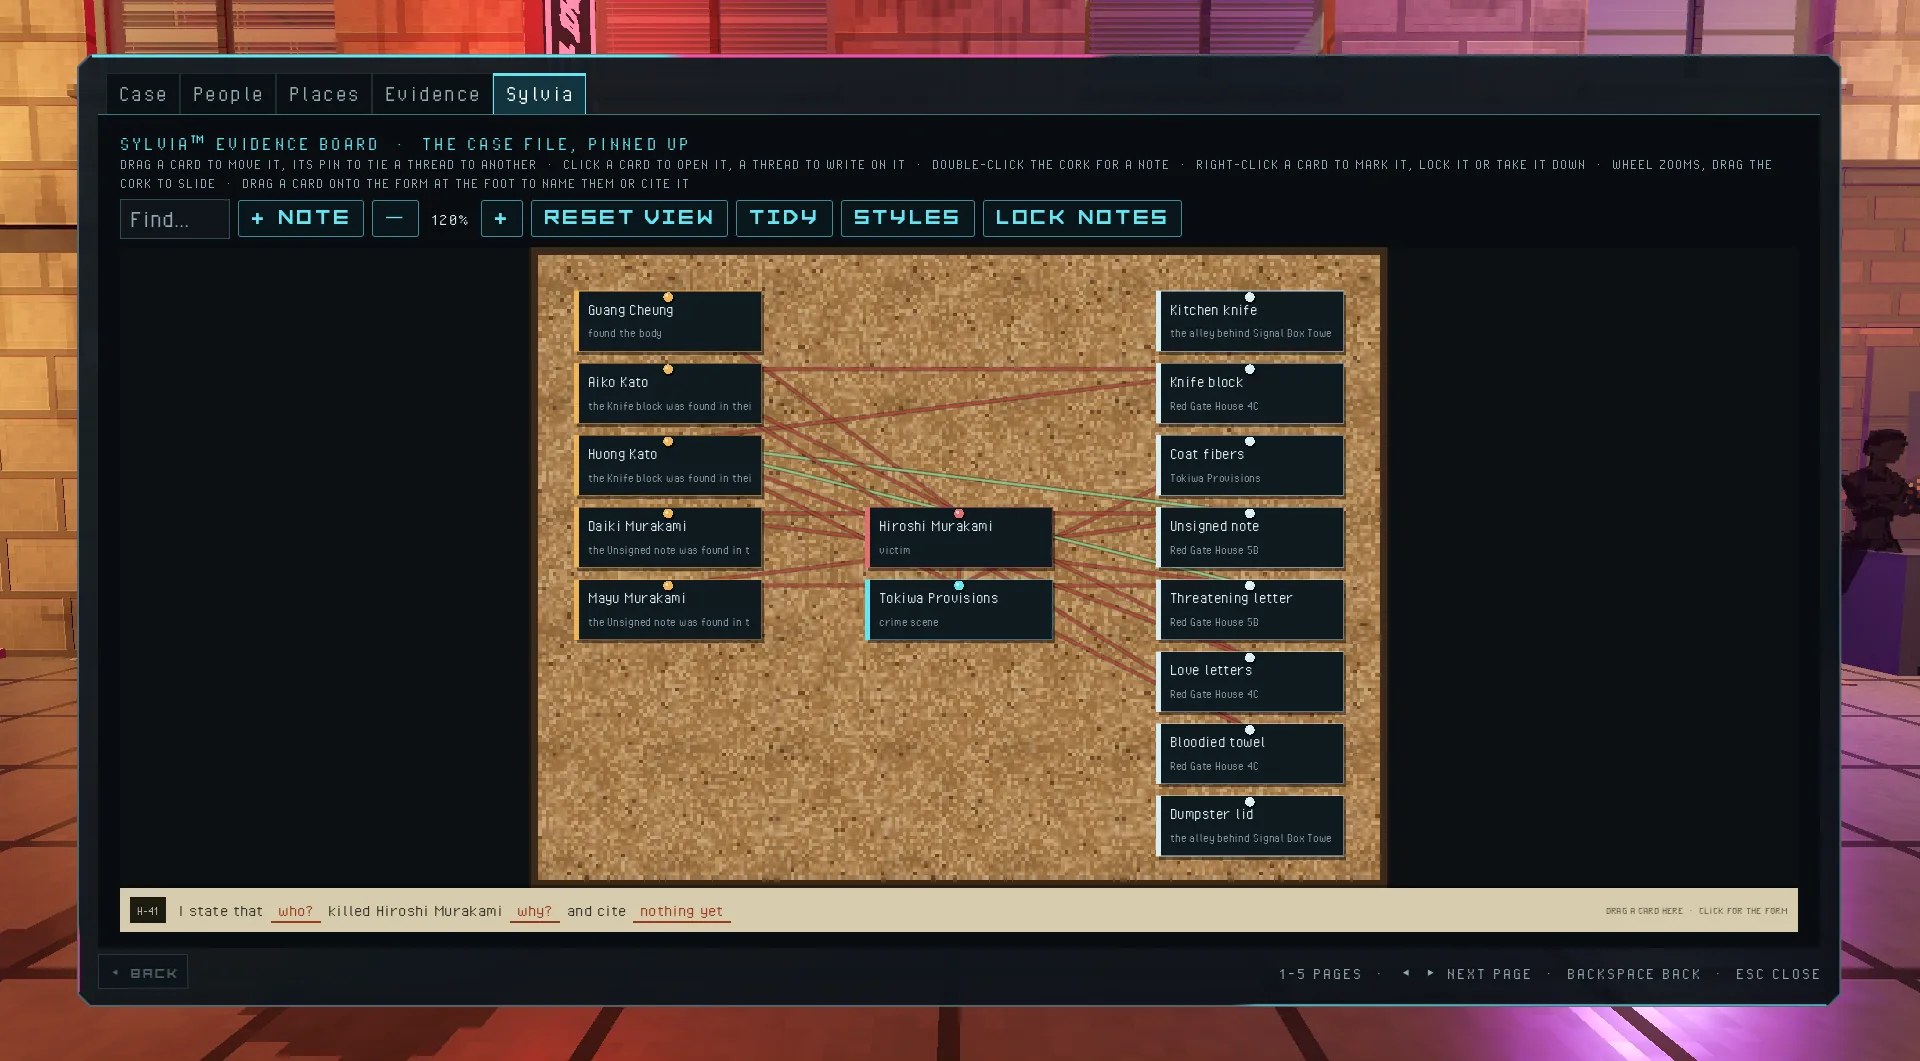 Case People Places Evidence Sylvia
SYLVIA™ EVIDENCE BOARD · THE CASE FILE, PINNED UP
DRAG A CARD TO MOVE IT, ITS PIN TO TIE A THREAD TO ANOTHER · CLICK A CARD TO OPEN IT, A THREAD TO WRITE ON IT · DOUBLE-CLICK THE CORK FOR A NOTE · RIGHT-CLICK A CARD TO MARK IT, LOCK IT OR TAKE IT DOWN · WHEEL ZOOMS, DRAG THE
CORK TO SLIDE · DRAG A CARD ONTO THE FORM AT THE FOOT TO NAME THEM OR CITE IT
Find... + NOTE — 120% + RESET VIEW TIDY STYLES LOCK NOTES
Guang Cheung
found the body
Aiko Kato
the Knife block was found in thei
Huong Kato
the Knife block was found in thei
Daiki Murakami
the Unsigned note was found in t
Mayu Murakami
the Unsigned note was found in t
Hiroshi Murakami
victim
Tokiwa Provisions
crime scene
Kitchen knife
the alley behind Signal Box Towe
Knife block
Red Gate House 4C
Coat fibers
Tokiwa Provisions
Unsigned note
Red Gate House 5B
Threatening letter
Red Gate House 5B
Love letters
Red Gate House 4C
Bloodied towel
Red Gate House 4C
Dumpster lid
the alley behind Signal Box Towe
H-41 I state that who? killed Hiroshi Murakami why? and cite nothing yet
DRAG A CARD HERE · CLICK FOR THE FORM
◂ BACK
1-5 PAGES · ◂ ▸ NEXT PAGE · BACKSPACE BACK · ESC CLOSE